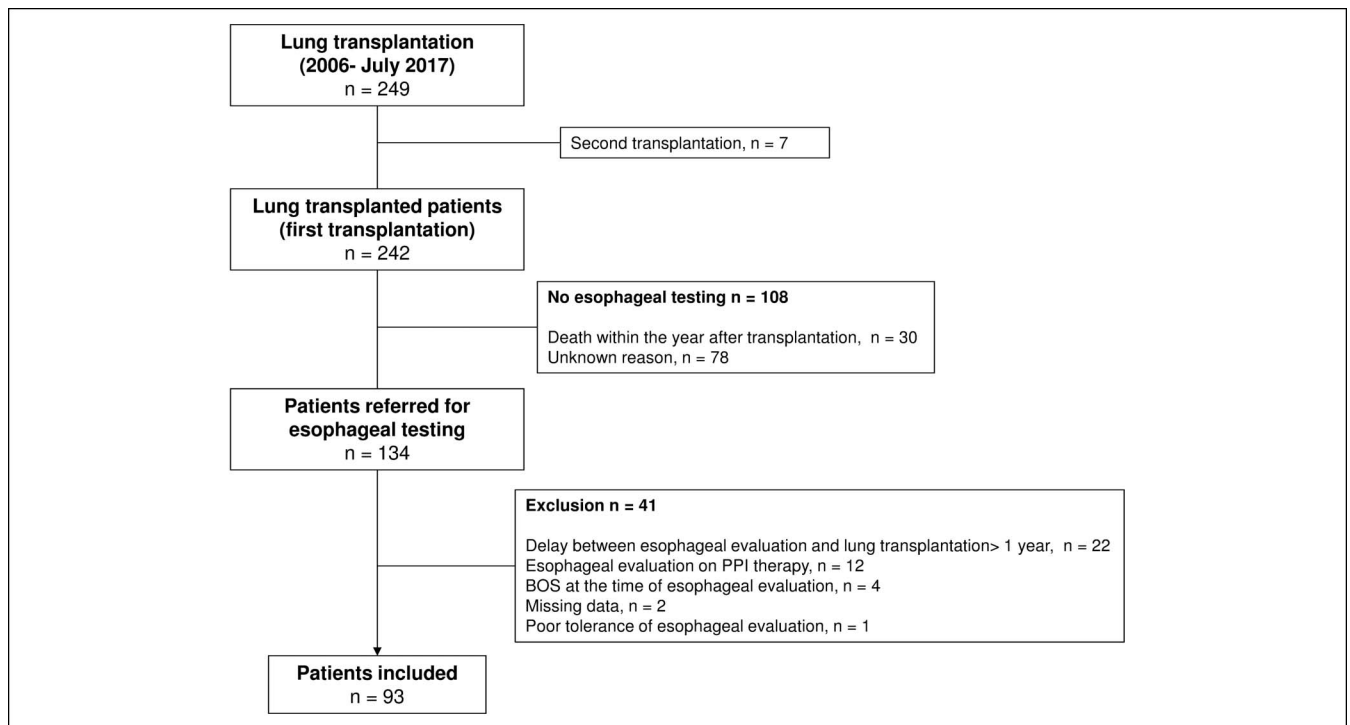 Lung transplantation
(2006- July 2017)
n = 249
Second transplantation, n = 7
Lung transplanted patients
(first transplantation)
n = 242
No esophageal testing n = 108
Death within the year after transplantation,  n = 30
Unknown reason, n = 78
Patients referred for
esophageal testing
n = 134
Exclusion n = 41
Delay between esophageal evaluation and lung transplantation> 1 year,  n = 22
Esophageal evaluation on PPI therapy, n = 12
BOS at the time of esophageal evaluation, n = 4
Missing data, n = 2
Poor tolerance of esophageal evaluation, n = 1
Patients included
n = 93